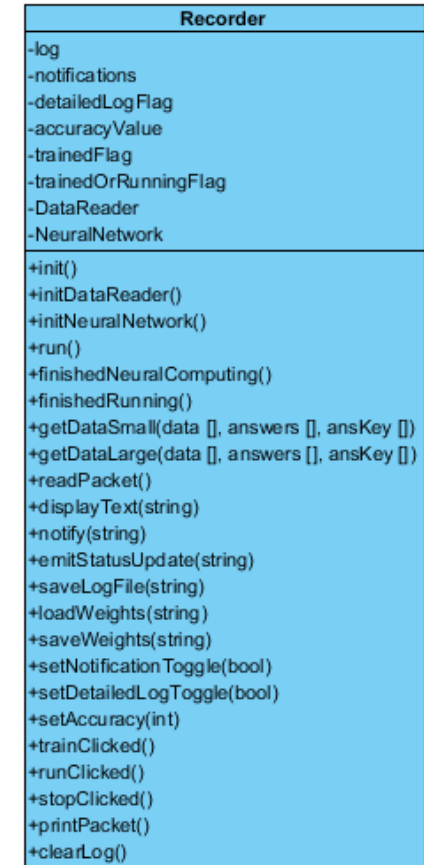 Recorder
-log
-notifications
-detailedLogFlag
-accuracyValue
-trainedFlag
-trainedOrRunningFlag
-DataReader
-NeuralNetwork
+init()
+initDataReader()
+initNeuralNetwork()
+run()
+finishedNeuralComputing()
+finishedRunning()
+getDataSmall(data [], answers [], ansKey [])
+getDataLarge(data [], answers [], ansKey [])
+readPacket()
+displayText(string)
+notify(string)
+emitStatusUpdate(string)
+saveLogFile(string)
+loadWeights(string)
+saveWeights(string)
+setNotificationToggle(bool)
+setDetailedLogToggle(bool)
+setAccuracy(int)
+trainClicked()
+runClicked()
+stopClicked()
+printPacket()
+clearLog()